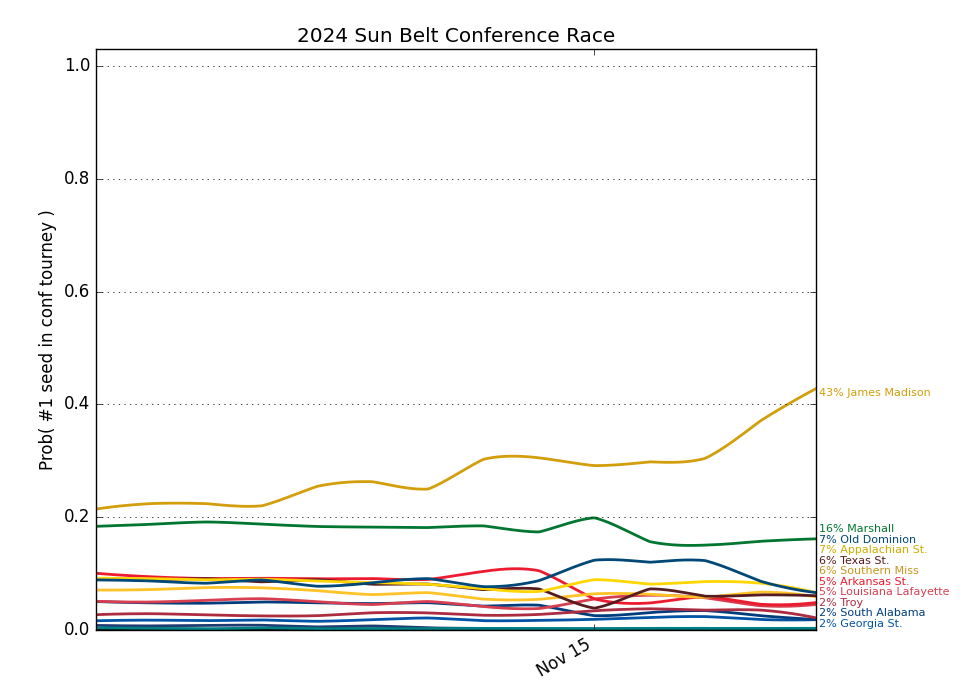 2024 Sun Belt Conference Race
Prob( #1 seed in conf tourney )
1.0
0.8
0.6
0.4
0.2
0.0
Nov 15
43% James Madison
16% Marshall
7% Old Dominion
7% Appalachian St.
6% Texas St.
6% Southern Miss
5% Arkansas St.
5% Louisiana Lafayette
2% Troy
2% South Alabama
2% Georgia St.